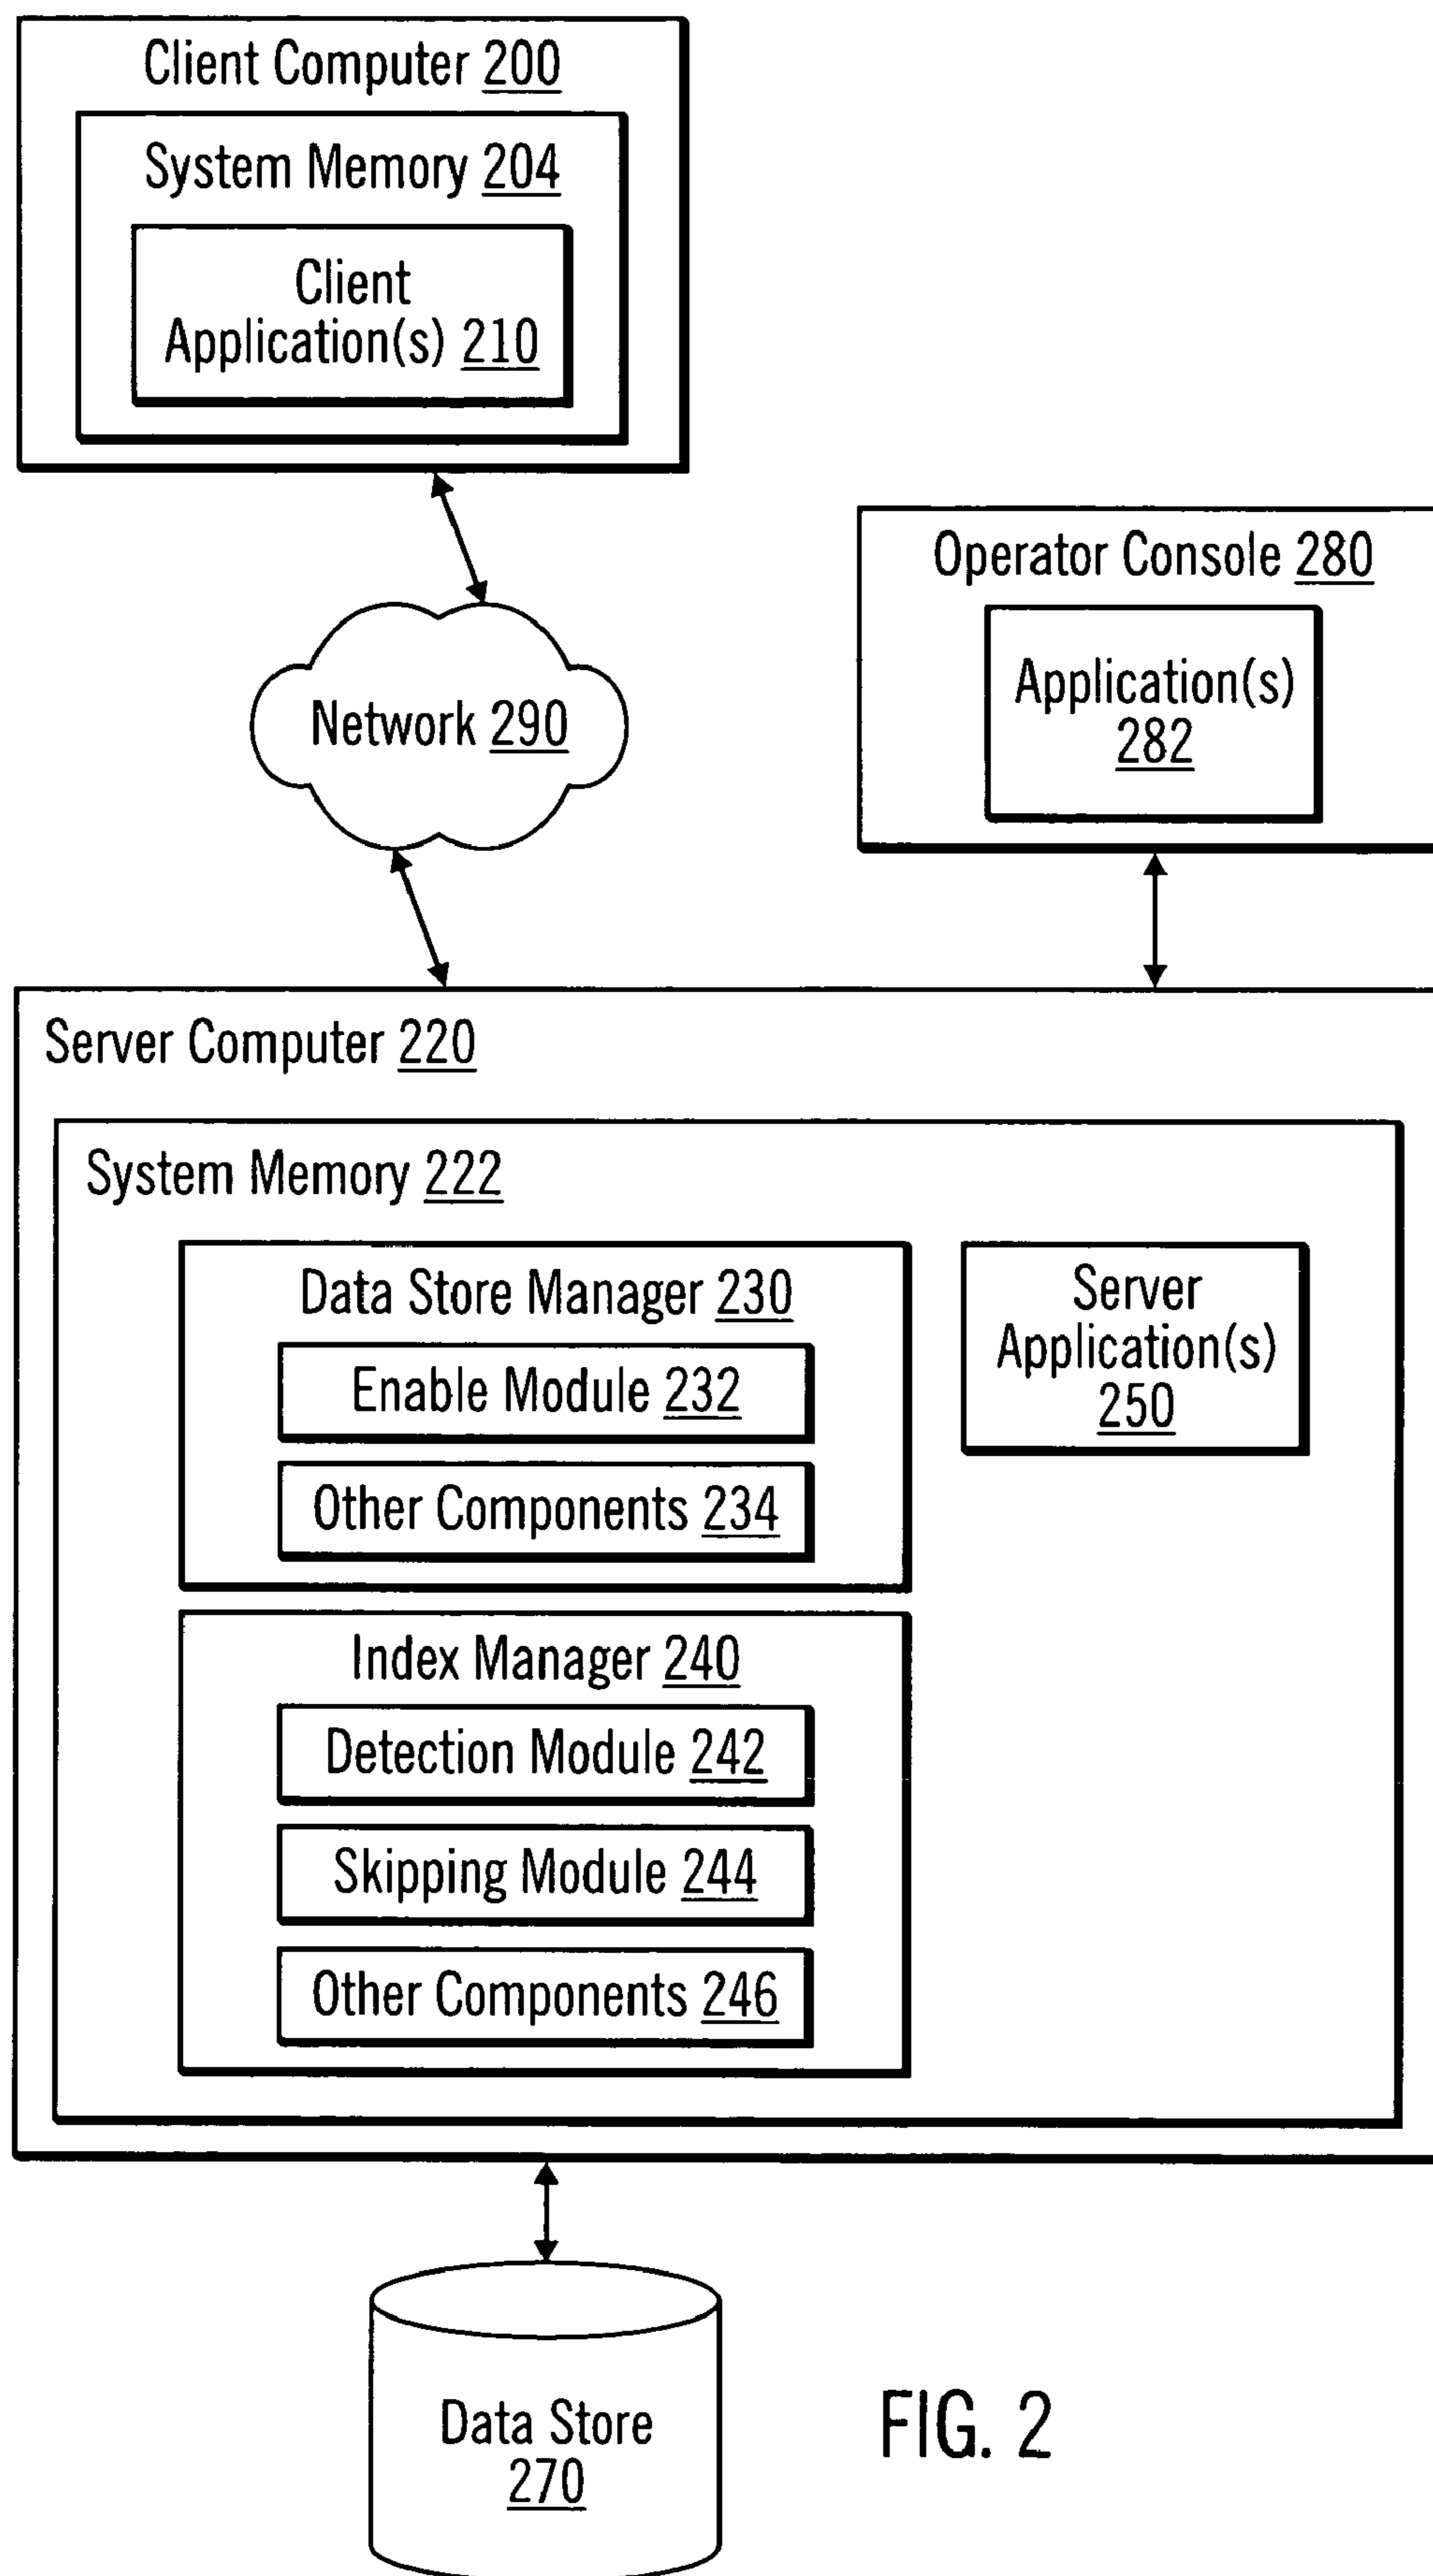 Client Computer 200
System Memory 204
Client
Application(s) 210
Operator Console 280
Application(s)
282
Network 290
Server Computer 220
System Memory 222
Data Store Manager 230
Enable Module 232
Other Components 234
Server
Application(s)
250
Index Manager 240
Detection Module 242
Skipping Module 244
Other Components 246
Data Store
270
FIG. 2